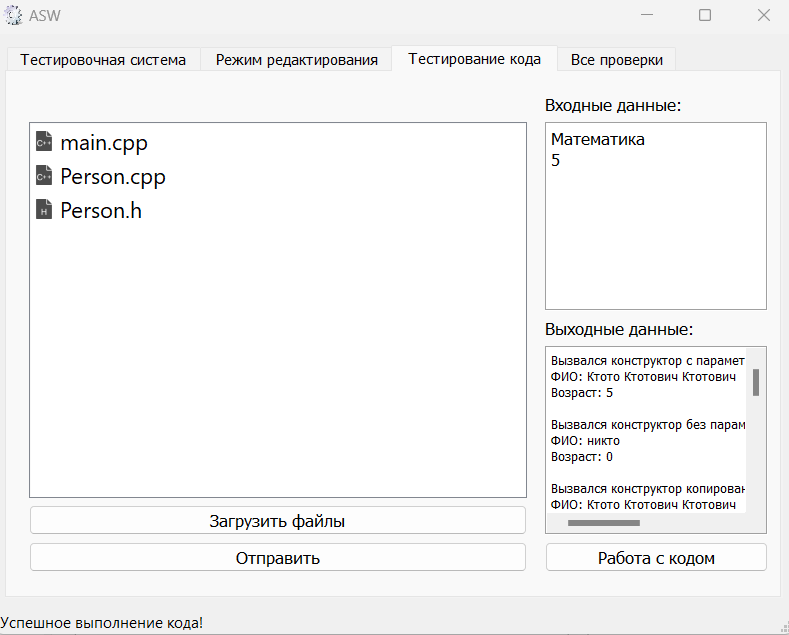 ASW
Тестировочная система
Режим редактирования
Тестирование кода
Все проверки
main.cpp
Person.cpp
Person.h
Загрузить файлы
Отправить
Входные данные:
Математика
5
Выходные данные:
Вызвался конструктор с парамет
ФИО: Ктото Ктотович Ктотович
Возраст: 5
Вызвался конструктор без парам
ФИО: никто
Возраст: 0
Вызвался конструктор копирован
ФИО: Ктото Ктотович Ктотович
Работа с кодом
Успешное выполнение кода!